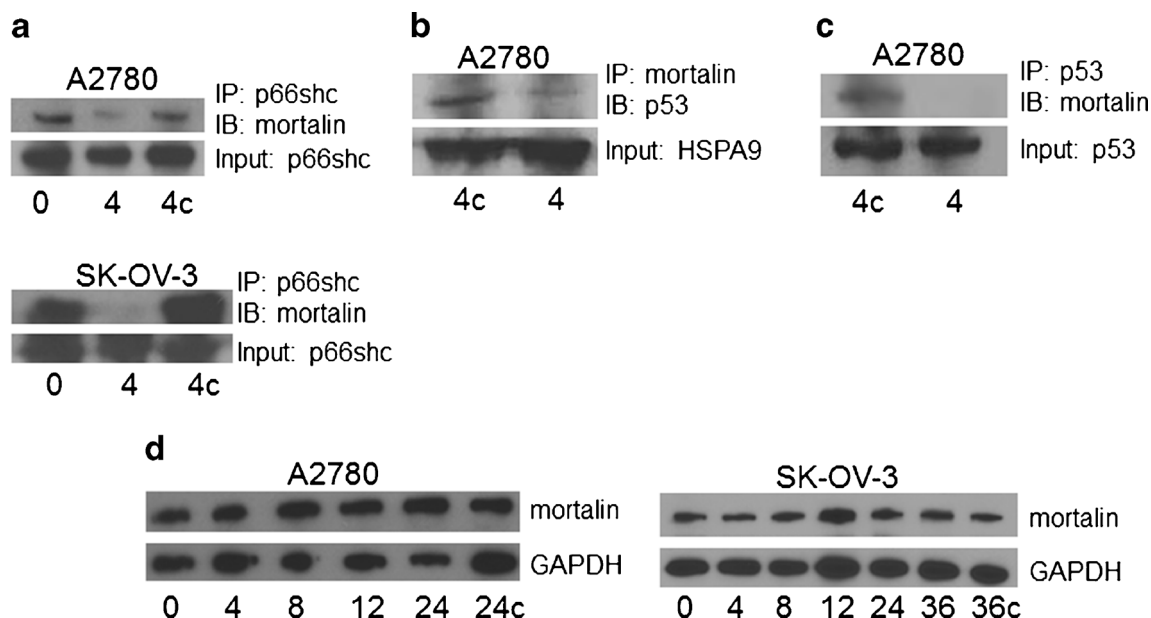 a
A2780
IP: p66shc
IB: mortalin
Input: p66shc
0 4 4c
SK-OV-3
IP: p66shc
IB: mortalin
Input: p66shc
0 4 4c
b
A2780
IP: mortalin
IB: p53
Input: HSPA9
4c 4
c
A2780
IP: p53
IB: mortalin
Input: p53
4c 4
d
A2780
mortalin
GAPDH
0 4 8 12 24 24c
SK-OV-3
mortalin
GAPDH
0 4 8 12 24 36 36c